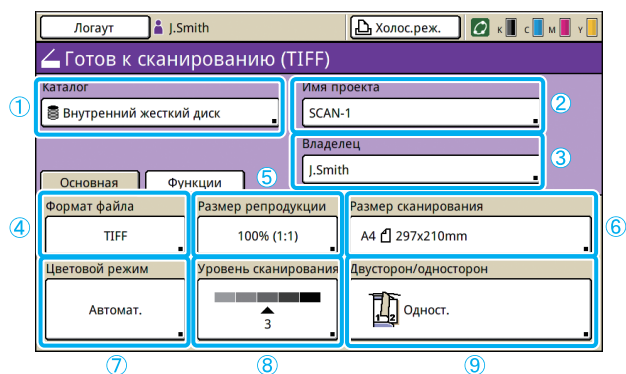 Логаут J.Smith Холос.реж. K C M Y
Готов к сканированию (TIFF)
Каталог Имя проекта
① Внутренний жесткий диск SCAN-1 ②
Владелец
J.Smith ③
Основная Функции ⑤
Формат файла Размер репродукции Размер сканирования
④ TIFF 100% (1:1) A4 297x210mm ⑥
Цветовой режим Уровень сканирования Двусторон/односторон
Автомат. 3 1 2 Одност.
⑦ ⑧ ⑨